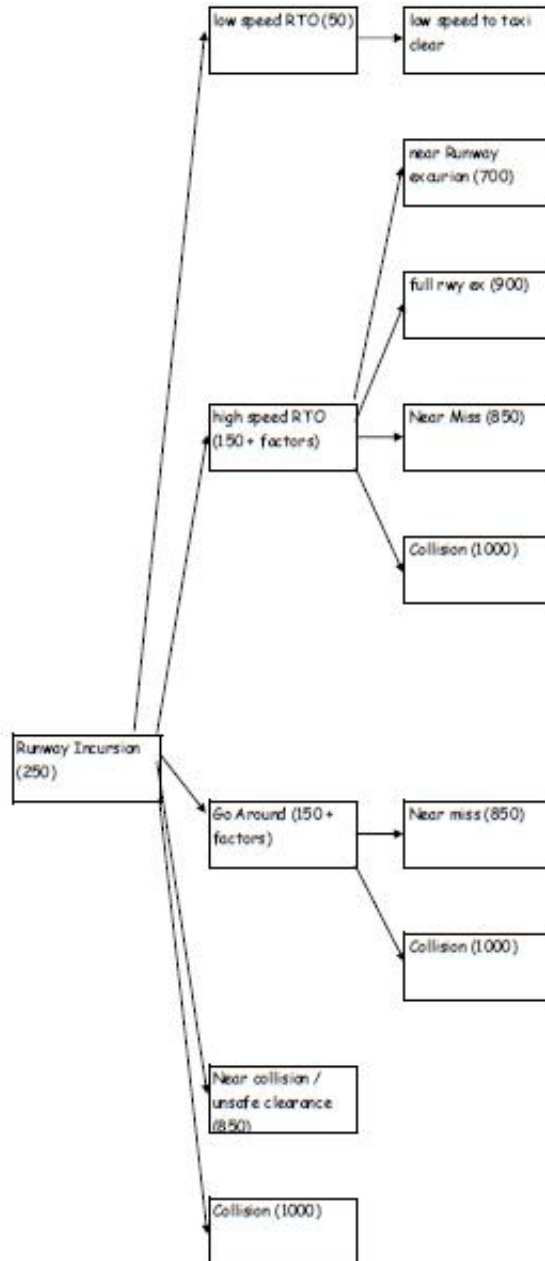 low speed RTO (50)
low speed to taxi
clear
near Runway
excurion (700)
full rwy ex (900)
high speed RTO
(150 + factors)
Near Miss (850)
Collision (1000)
Runway Incursion
(250)
Go Around (150 +
factors)
Near miss (850)
Collision (1000)
Near collision /
unsafe clearance
(850)
Collision (1000)